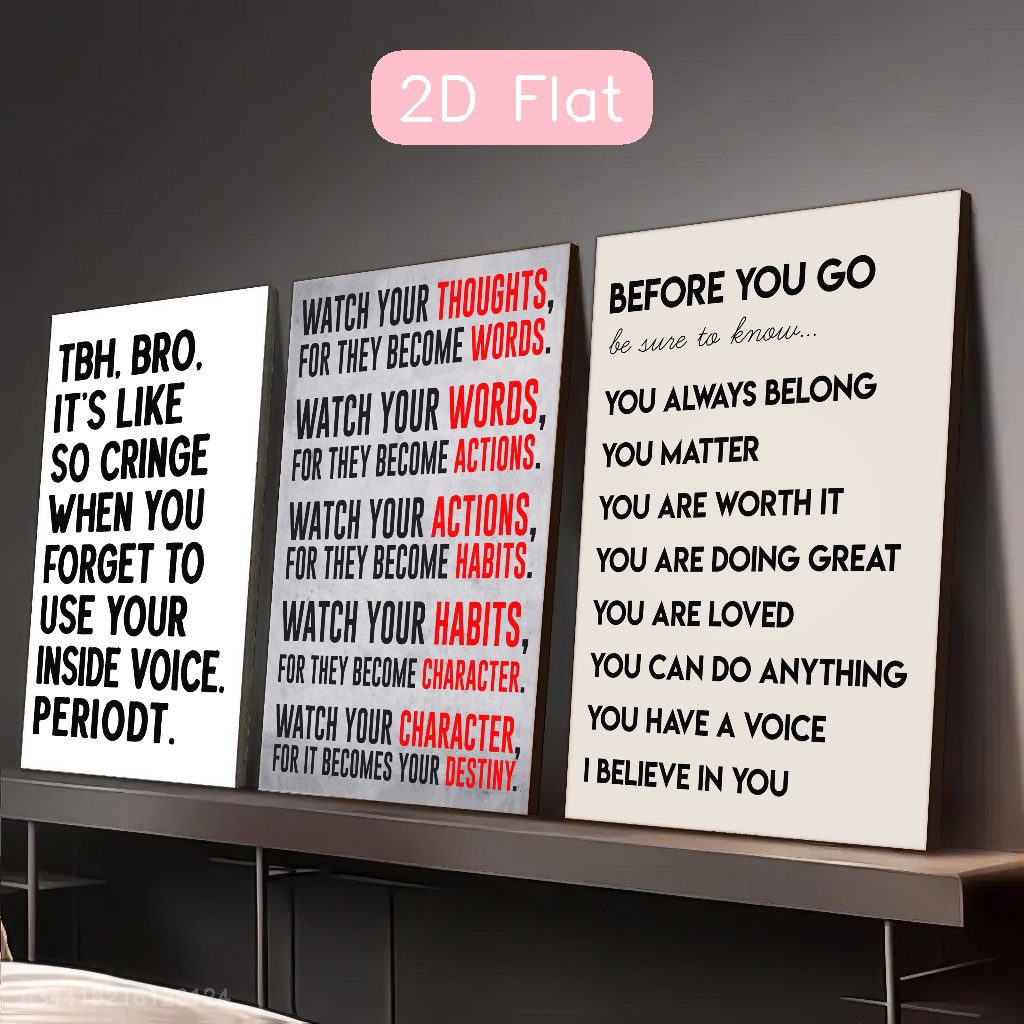 2D Flat
TBH, BRO,
IT'S LIKE
SO CRINGE
WHEN YOU
FORGET TO
USE YOUR
INSIDE VOICE.
PERIODT.
WATCH YOUR THOUGHTS,
FOR THEY BECOME WORDS.
WATCH YOUR WORDS,
FOR THEY BECOME ACTIONS.
WATCH YOUR ACTIONS,
FOR THEY BECOME HABITS.
WATCH YOUR HABITS,
FOR THEY BECOME CHARACTER.
WATCH YOUR CHARACTER,
FOR IT BECOMES YOUR DESTINY.
BEFORE YOU GO
be sure to know...
YOU ALWAYS BELONG
YOU MATTER
YOU ARE WORTH IT
YOU ARE DOING GREAT
YOU ARE LOVED
YOU CAN DO ANYTHING
YOU HAVE A VOICE
I BELIEVE IN YOU